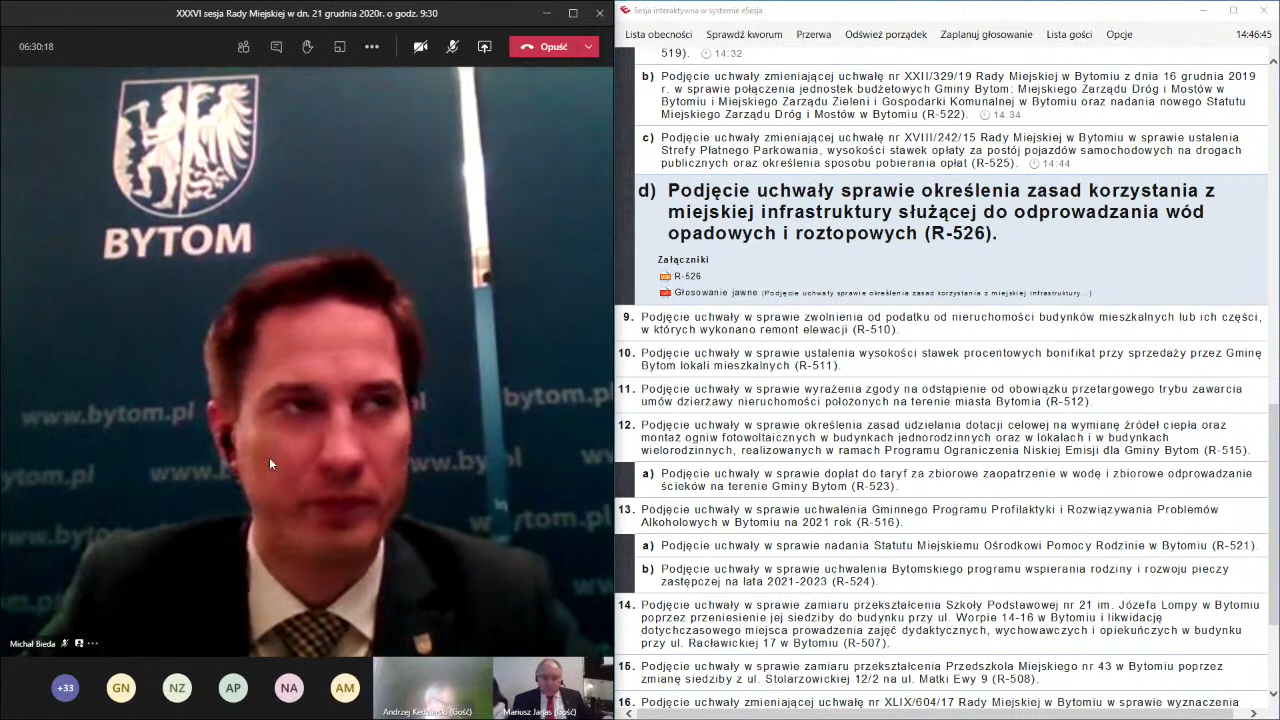 XXXVI sesja Rady Miejskiej w dn. 21 grudnia 2020r, o godz. 9:30
06:30:18
Opuść
BYTOM
www.bytom.pl
bytom.pl
www.bytom.pl
ytom.pl
Michał Bieda
+33
GN
NZ
AP
NA
AM
Andrzej Kędzierski (Gość)
Mariusz Janas (Gość)
Sesja interaktywna w systemie eSesja
Lista obecności Sprawdź kworum Przerwa Odśwież porządek Zaplanuj głosowanie Lista gości Opcje 14:46:45
519). 14:32
b) Podjęcie uchwały zmieniającej uchwałę nr XXII/329/19 Rady Miejskiej w Bytomiu z dnia 16 grudnia 2019
r. w sprawie połączenia jednostek budżetowych Gminy Bytom: Miejskiego Zarządu Dróg i Mostów w
Bytomiu i Miejskiego Zarządu Zieleni i Gospodarki Komunalnej w Bytomiu oraz nadania nowego Statutu
Miejskiego Zarządu Dróg i Mostów w Bytomiu (R-522). 14:34
c) Podjęcie uchwały zmieniającej uchwałę nr XVIII/242/15 Rady Miejskiej w Bytomiu w sprawie ustalenia
Strefy Płatnego Parkowania, wysokości stawek opłaty za postój pojazdów samochodowych na drogach
publicznych oraz określenia sposobu pobierania opłat (R-525). 14:44
d) Podjęcie uchwały sprawie określenia zasad korzystania z
miejskiej infrastruktury służącej do odprowadzania wód
opadowych i roztopowych (R-526).
Załączniki
R-526
Głosowanie jawne (Podjęcie uchwały sprawie określenia zasad korzystania z miejskiej infrastruktury...)
9. Podjęcie uchwały w sprawie zwolnienia od podatku od nieruchomości budynków mieszkalnych lub ich części,
w których wykonano remont elewacji (R-510).
10. Podjęcie uchwały w sprawie ustalenia wysokości stawek procentowych bonifikat przy sprzedaży przez Gminę
Bytom lokali mieszkalnych (R-511).
11. Podjęcie uchwały w sprawie wyrażenia zgody na odstąpienie od obowiązku przetargowego trybu zawarcia
umów dzierżawy nieruchomości położonych na terenie miasta Bytomia (R-512).
12. Podjęcie uchwały w sprawie określenia zasad udzielania dotacji celowej na wymianę źródeł ciepła oraz
montaż ogniw fotowoltaicznych w budynkach jednorodzinnych oraz w lokalach i w budynkach
wielorodzinnej, realizowanych w ramach Programu Ograniczenia Niskiej Emisji dla Gminy Bytom (R-515).
a) Podjęcie uchwały w sprawie dopłat do taryf za zbiorowe zaopatrzenie w wodę i zbiorowe odprowadzanie
ścieków na terenie Gminy Bytom (R-523).
13. Podjęcie uchwały w sprawie uchwalenia Gminnego Programu Profilaktyki i Rozwiązywania Problemów
Alkoholowych w Bytomiu na 2021 rok (R-516).
a) Podjęcie uchwały w sprawie nadania Statutu Miejskiemu Ośrodkowi Pomocy Rodzinie w Bytomiu (R-521).
b) Podjęcie uchwały w sprawie uchwalenia Bytomskiego programu wspierania rodziny i rozwoju pieczy
zastępczej na lata 2021-2023 (R-524).
14. Podjęcie uchwały w sprawie zamiaru przekształcenia Szkoły Podstawowej nr 21 im. Józefa Lompy w Bytomiu
poprzez przeniesienie jej siedziby do budynku przy ul. Worpie 14-16 w Bytomiu i likwidację
dotychczasowego miejsca prowadzenia zajęć dydaktycznych, wychowawczych i opiekuńczych w budynku
przy ul. Racławickiej 17 w Bytomiu (R-507).
15. Podjęcie uchwały w sprawie zamiaru przekształcenia Przedszkola Miejskiego nr 43 w Bytomiu poprzez
zmianę siedziby z ul. Stolarzowickiej 12/2 na ul. Matki Ewy 9 (R-508)
16. Podjęcie uchwały w sprawie zmiany uchwały nr XLIX/604/17 Rady Miejskiej w Bytomiu w sprawie wyznaczenia